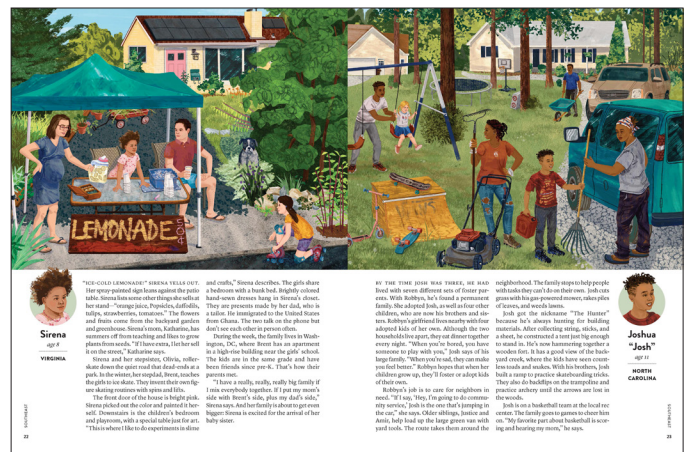 LEMONADE
50¢
"ICE-COLD LEMONADE!" SIRENA YELLS OUT.
Her spray-painted sign leans against the patio
table. Sirena lists some other things she sells at
her stand—"orange juice, Popsicles, daffodils,
tulips, strawberries, tomatoes." The flowers
and fruits come from the backyard garden
and greenhouse. Sirena's mom, Katharine, has
summers off from teaching and likes to grow
plants from seeds. "If I have extra, I let her sell
it on the street," Katharine says.
Sirena and her stepsister, Olivia, roller-
skate down the quiet road that dead-ends at a
park. In the winter, her stepdad, Brent, teaches
the girls to ice-skate. They invent their own fig-
ure skating routines with spins and lifts.
The front door of the house is bright pink.
Sirena picked out the color and painted it her-
self. Downstairs is the children's bedroom
and playroom, with a special table just for art.
"This is where I like to do experiments in slime
and crafts," Sirena describes. The girls share
a bedroom with a bunk bed. Brightly colored
hand-sewn dresses hang in Sirena's closet.
They are presents made by her dad, who is
a tailor. He immigrated to the United States
from Ghana. The two talk on the phone but
don't see each other in person often.
During the week, the family lives in Wash-
ington, DC, where Brent has an apartment
in a high-rise building near the girls' school.
The kids are in the same grade and have
been friends since pre-K. That's how their
parents met.
"I have a really, really, really big family if
I mix everybody together. If I put my mom's
side with Brent's side, plus my dad's side,"
Sirena says. And her family is about to get even
bigger: Sirena is excited for the arrival of her
baby sister.
Sirena
age 8
VIRGINIA
SOUTHEAST
22
BY THE TIME JOSH WAS THREE, HE HAD
lived with seven different sets of foster par-
ents. With Robbyn, he's found a permanent
family. She adopted Josh, as well as four other
children, who are now his brothers and sis-
ters. Robbyn's girlfriend lives nearby with four
adopted kids of her own. Although the two
households live apart, they eat dinner together
every night. "When you're bored, you have
someone to play with you," Josh says of his
large family. "When you're sad, they can make
you feel better." Robbyn hopes that when her
children grow up, they'll foster or adopt kids
of their own.
Robbyn's job is to care for neighbors in
need. "If I say, 'Hey, I'm going to do commu-
nity service,' Josh is the one that's jumping in
the car," she says. Older siblings, Justice and
Amir, help load up the large green van with
yard tools. The route takes them around the
neighborhood. The family stops to help people
with tasks they can't do on their own. Josh cuts
grass with his gas-powered mower, rakes piles
of leaves, and weeds lawns.
Josh got the nickname "The Hunter"
because he's always hunting for building
materials. After collecting string, sticks, and
a sheet, he constructed a tent just big enough
to stand in. He's now hammering together a
wooden fort. It has a good view of the back-
yard creek, where the kids have seen count-
less toads and snakes. With his brothers, Josh
built a ramp to practice skateboarding tricks.
They also do backflips on the trampoline and
practice archery until the arrows are lost in
the woods.
Josh is on a basketball team at the local rec
center. The family goes to games to cheer him
on. "My favorite part about basketball is scor-
ing and hearing my mom," he says.
Joshua
"Josh"
age 11
NORTH
CAROLINA
SOUTHEAST
23